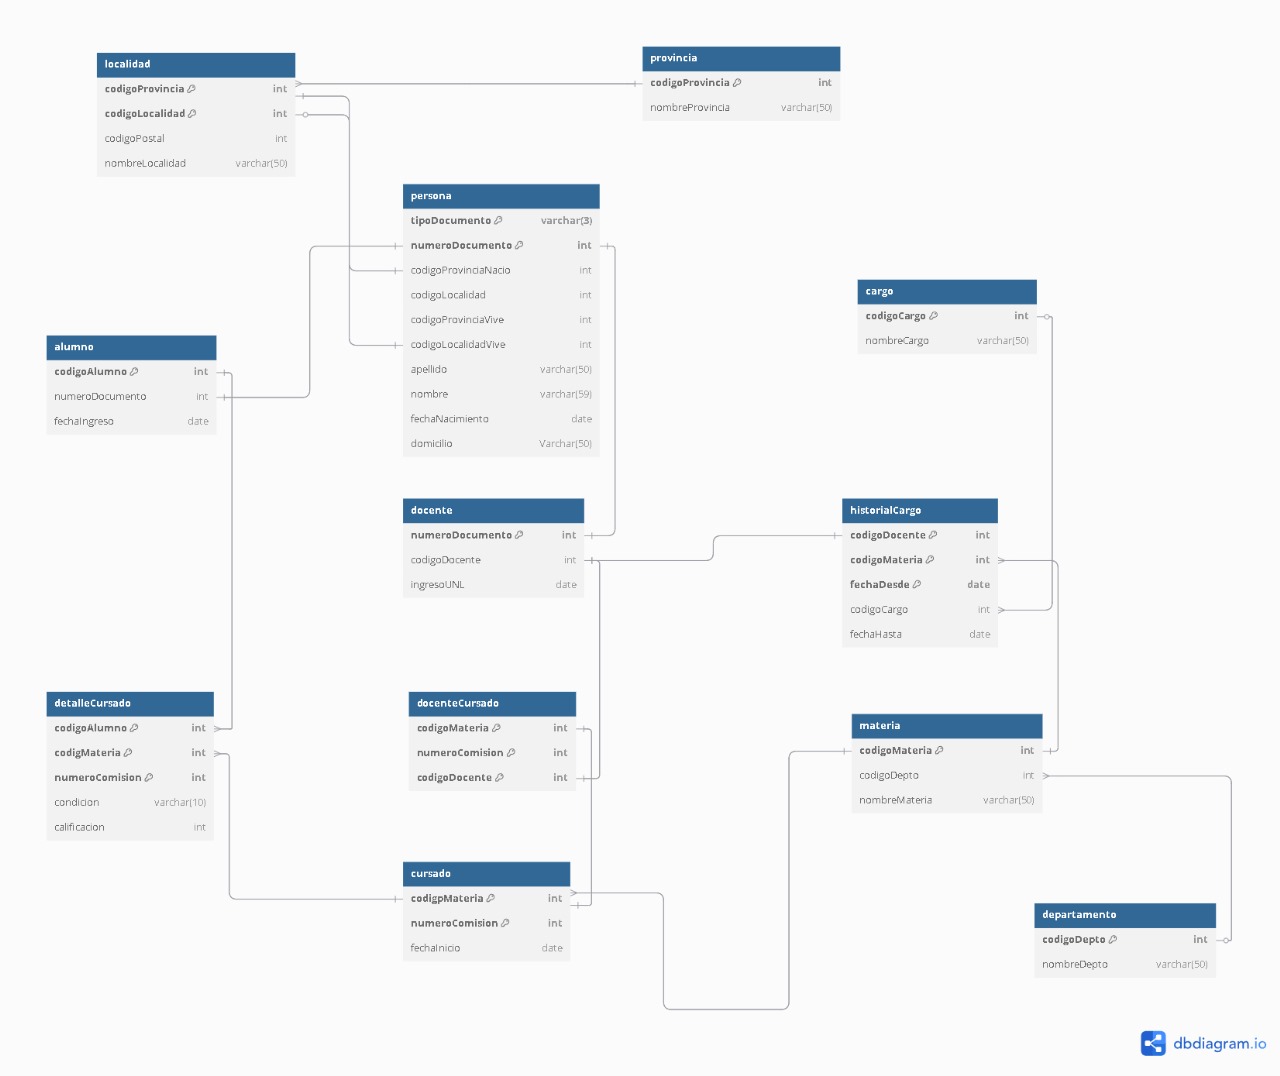 localidad
codigoProvincia int
codigoLocalidad int
codigoPostal int
nombreLocalidad varchar(50)
provincia
codigoProvincia int
nombreProvincia varchar(50)
persona
tipoDocumento varchar(3)
numeroDocumento int
codigoProvinciaNacio int
codigoLocalidad int
codigoProvinciaVive int
codigoLocalidadVive int
apellido varchar(50)
nombre varchar(59)
fechaNacimiento date
domicilio Varchar(50)
cargo
codigoCargo int
nombreCargo varchar(50)
alumno
codigoAlumno int
numeroDocumento int
fechaIngreso date
docente
numeroDocumento int
codigoDocente int
ingresoUNL date
historialCargo
codigoDocente int
codigoMateria int
fechaDesde date
codigoCargo int
fechaHasta date
detalleCursado
codigoAlumno int
codigMateria int
numeroComision int
condicion varchar(10)
calificacion int
docenteCursado
codigoMateria int
numeroComision int
codigoDocente int
materia
codigoMateria int
codigoDepto int
nombreMateria varchar(50)
cursado
codigpMateria int
numeroComision int
fechaInicio date
departamento
codigoDepto int
nombreDepto varchar(50)
dbdiagram.io